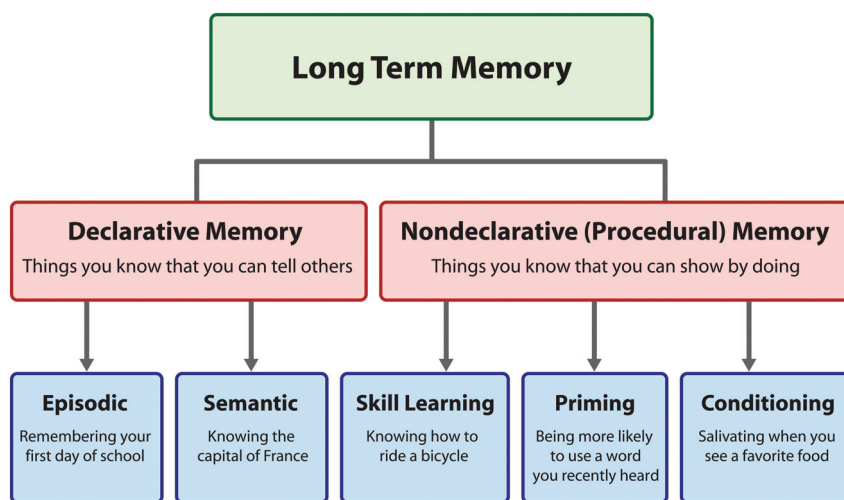 Long Term Memory
Declarative Memory
Things you know that you can tell others
Nondeclarative (Procedural) Memory
Things you know that you can show by doing
Episodic
Remembering your
first day of school
Semantic
Knowing the
capital of France
Skill Learning
Knowing how to
ride a bicycle
Priming
Being more likely
to use a word
you recently heard
Conditioning
Salivating when you
see a favorite food